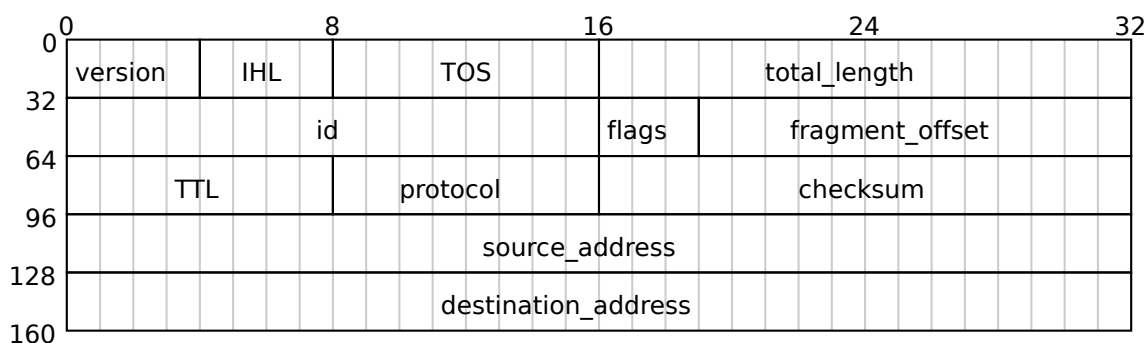 0 8 16 24 32
0
version IHL TOS total_length
32
id flags fragment_offset
64
TTL protocol checksum
96
source_address
128
destination_address
160